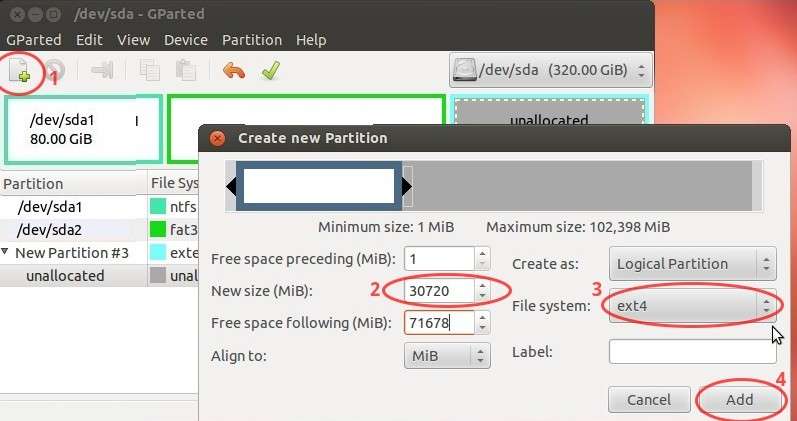 /dev/sda - GParted
GParted Edit View Device Partition Help
1
/dev/sda (320.00 GiB)
/dev/sda1
80.00 GiB
unallocated
Create new Partition
Minimum size: 1 MiB Maximum size: 102,398 MiB
Partition File Sys
/dev/sda1 ntfs
/dev/sda2 fat3
New Partition #3 exte
unallocated unal
Free space preceding (MiB): 1
Create as: Logical Partition
New size (MiB): 2 30720
File system: 3 ext4
Free space following (MiB): 71678
Align to: MiB
Label:
4
Cancel Add